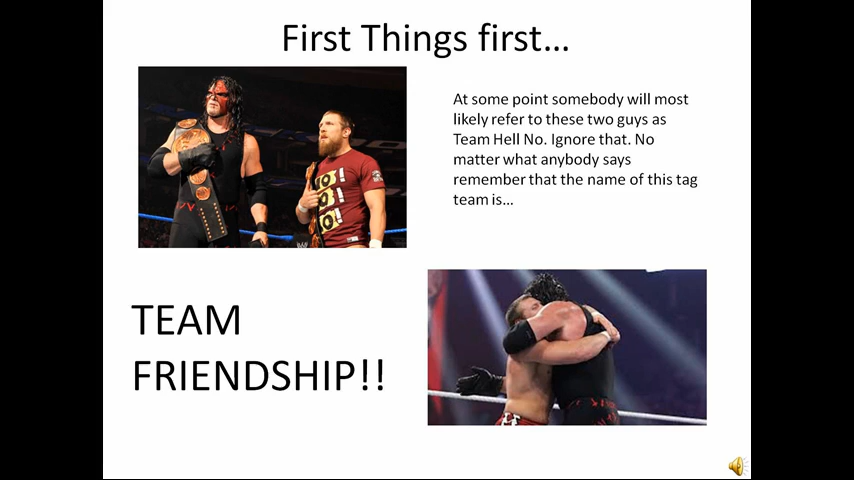 First Things first...
At some point somebody will most
likely refer to these two guys as
Team Hell No. Ignore that. No
matter what anybody says
remember that the name of this tag
team is...
NO!
NO!
NO!
TEAM
FRIENDSHIP!!